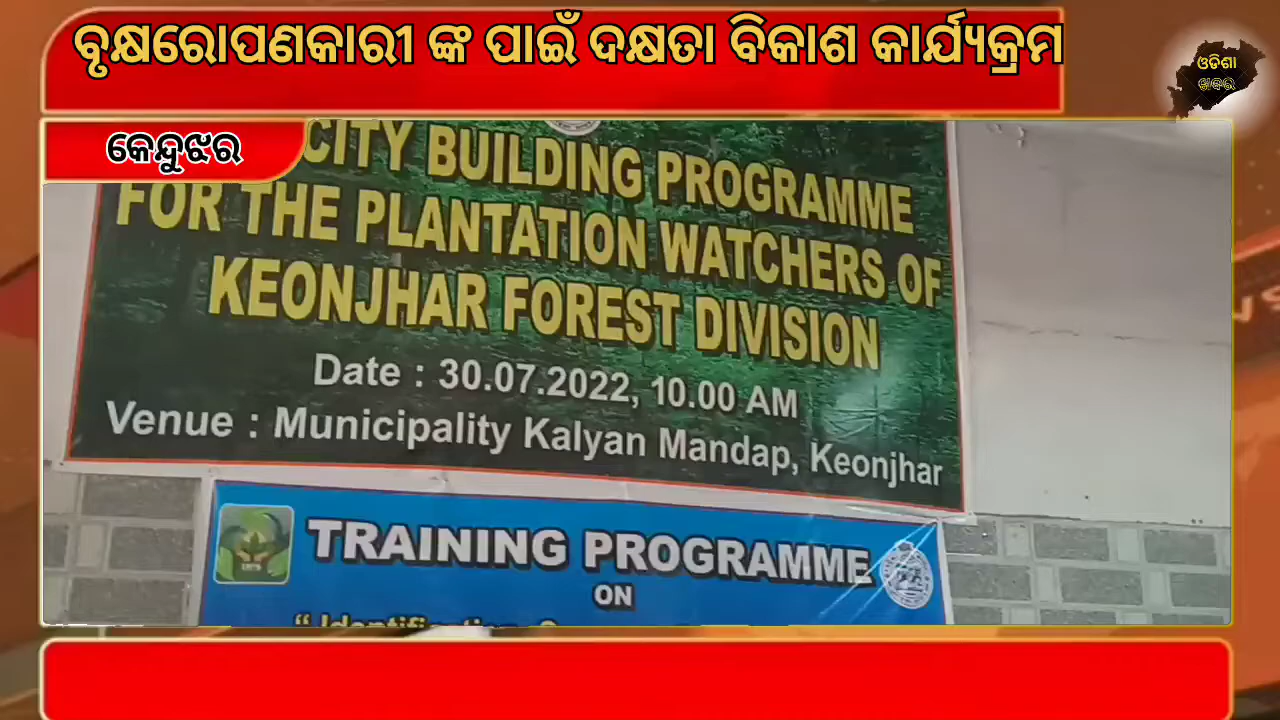 ବୃକ୍ଷରୋପଣକାରୀ ଙ୍କ ପାଇଁ ଦକ୍ଷତା ବିକାଶ କାର୍ଯ୍ୟକ୍ରମ
ଓଡିଶା
ଖବର
କେନ୍ଦୁଝର
CITY BUILDING PROGRAMME
FOR THE PLANTATION WATCHERS OF
KEONJHAR FOREST DIVISION
Date : 30.07.2022, 10.00 AM
Venue : Municipality Kalyan Mandap, Keonjhar
TRAINING PROGRAMME
ON